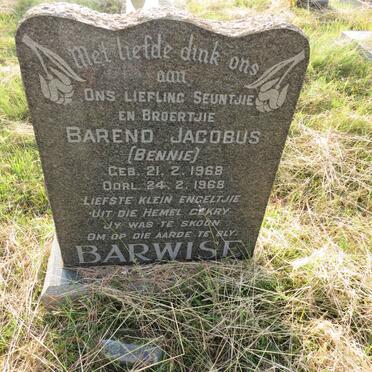 Met liefde dink ons
aan
ONS LIEFLING SEUNTJIE
EN BROERTJIE
BAREND JACOBUS
(BENNIE)
GEB. 21. 2. 1968
OORL. 24. 2. 1968
LIEFSTE KLEIN ENGELTJIE
UIT DIE HEMEL GEKRY
JY WAS TE SKOON
OM OP DIE AARDE TE BLY.
BARWISE